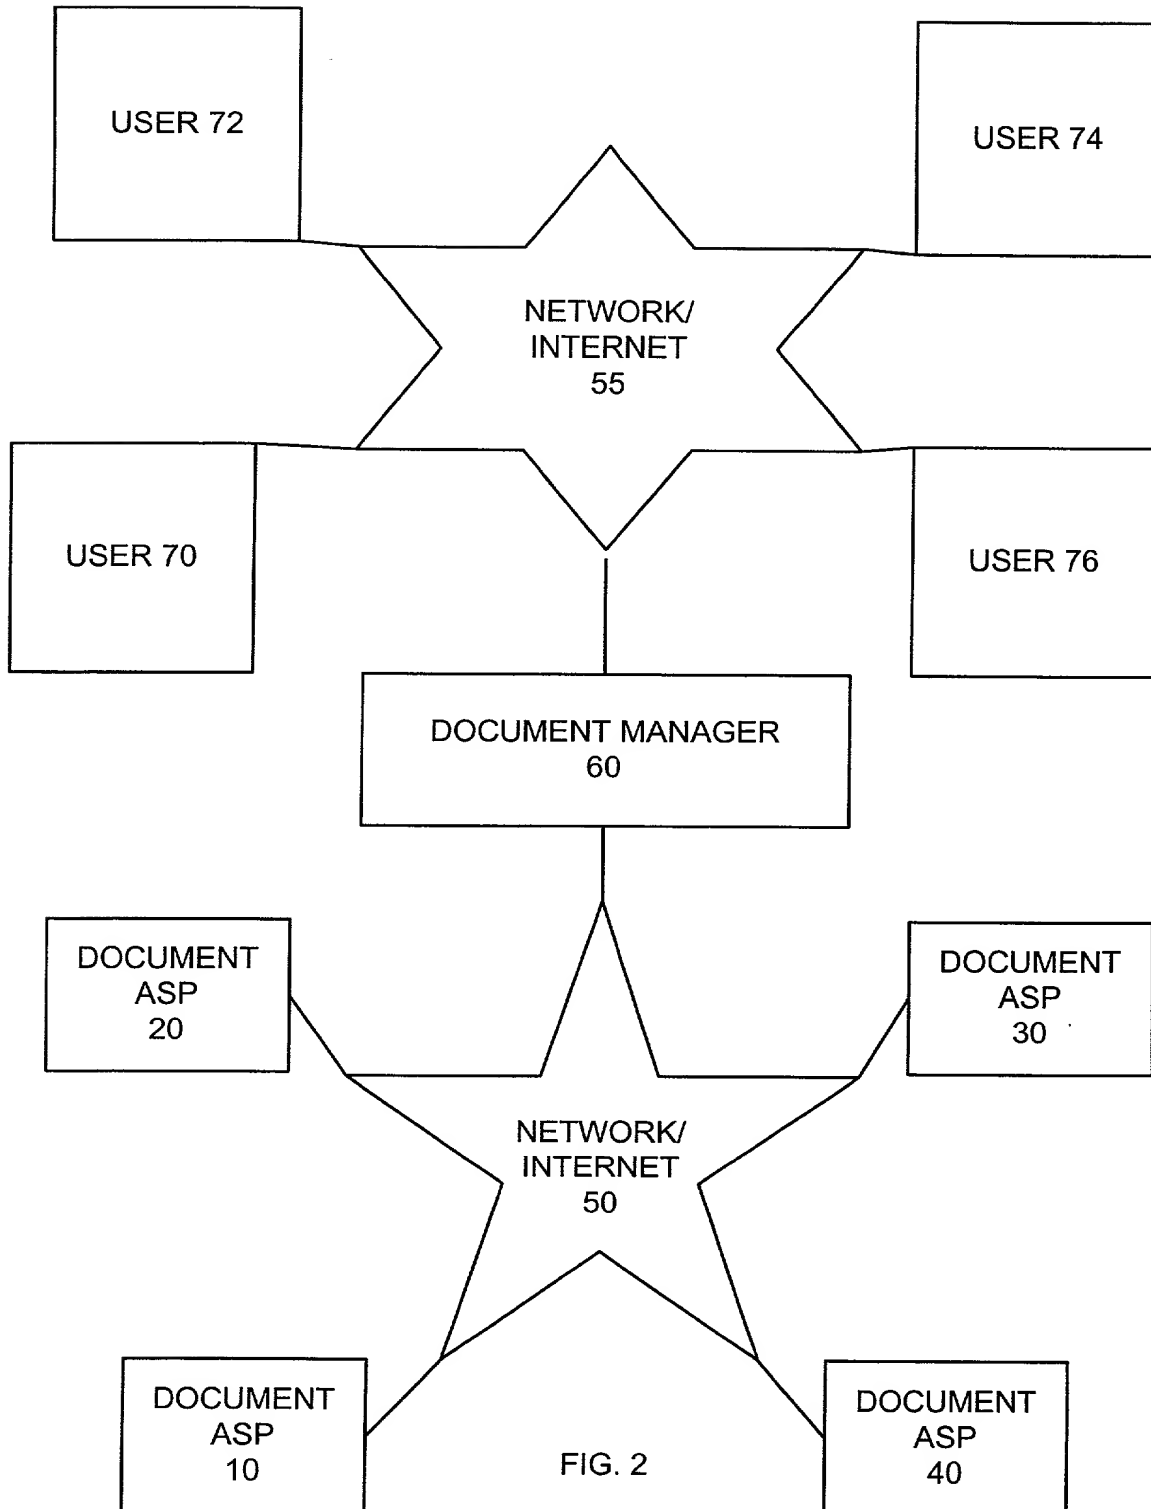 USER 72
USER 74
NETWORK/
INTERNET
55
USER 70
USER 76
DOCUMENT MANAGER
60
DOCUMENT
ASP
20
DOCUMENT
ASP
30
NETWORK/
INTERNET
50
DOCUMENT
ASP
10
DOCUMENT
ASP
40
FIG. 2